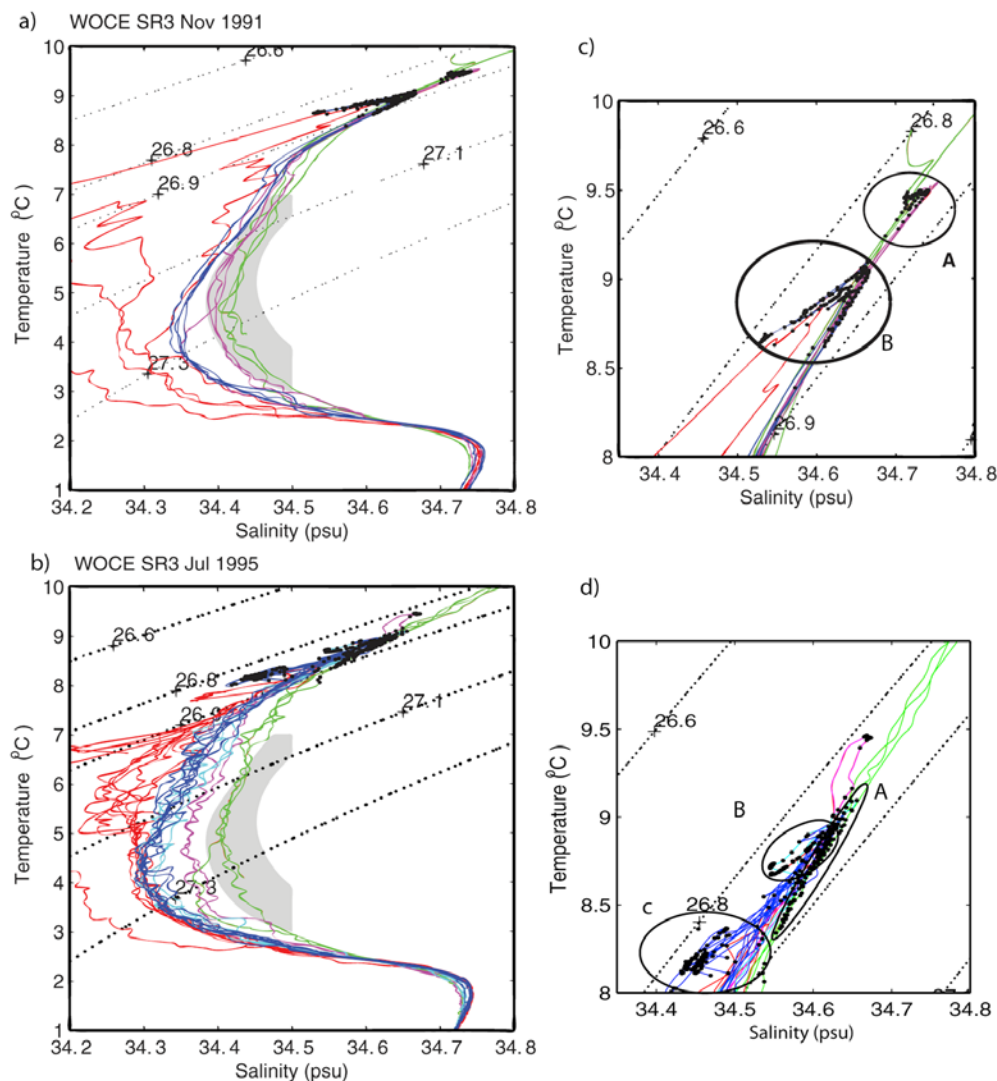 a) WOCE SR3 Nov 1991
10
9
8
7
6
5
4
3
2
1
Temperature (⁰C)
26.6
26.8
26.9
27.1
27.3
34.2 34.3 34.4 34.5 34.6 34.7 34.8
Salinity (psu)
c)
10
9.5
9
8.5
8
Temperature (⁰C)
26.6
26.8
A
B
26.9
34.4 34.5 34.6 34.7 34.8
Salinity (psu)
b) WOCE SR3 Jul 1995
10
9
8
7
6
5
4
3
2
1
Temperature (⁰C)
26.6
26.8
26.9
27.1
27.3
34.2 34.3 34.4 34.5 34.6 34.7 34.8
Salinity (psu)
d)
10
9.5
9
8.5
8
Temperature (⁰C)
26.6
A
B
26.8
c
34.4 34.5 34.6 34.7 34.8
Salinity (psu)